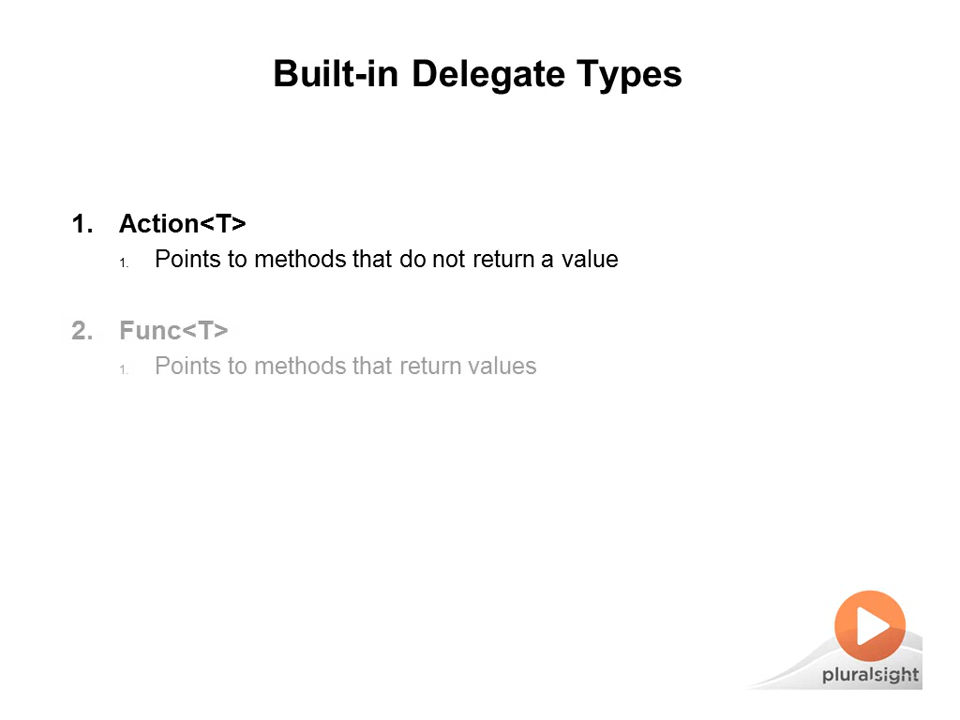 Built-in Delegate Types
1. Action<T>
1. Points to methods that do not return a value
2. Func<T>
1. Points to methods that return values
pluralsight